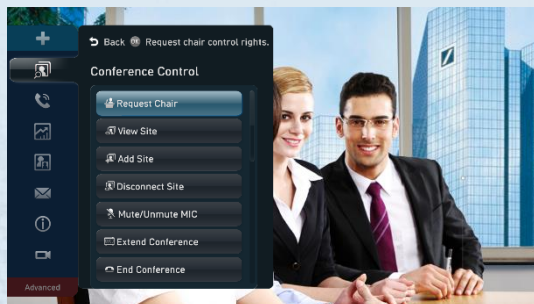 Back OK Request chair control rights.
Conference Control
Request Chair
View Site
Add Site
Disconnect Site
Mute/Unmute MIC
Extend Conference
End Conference
Advanced